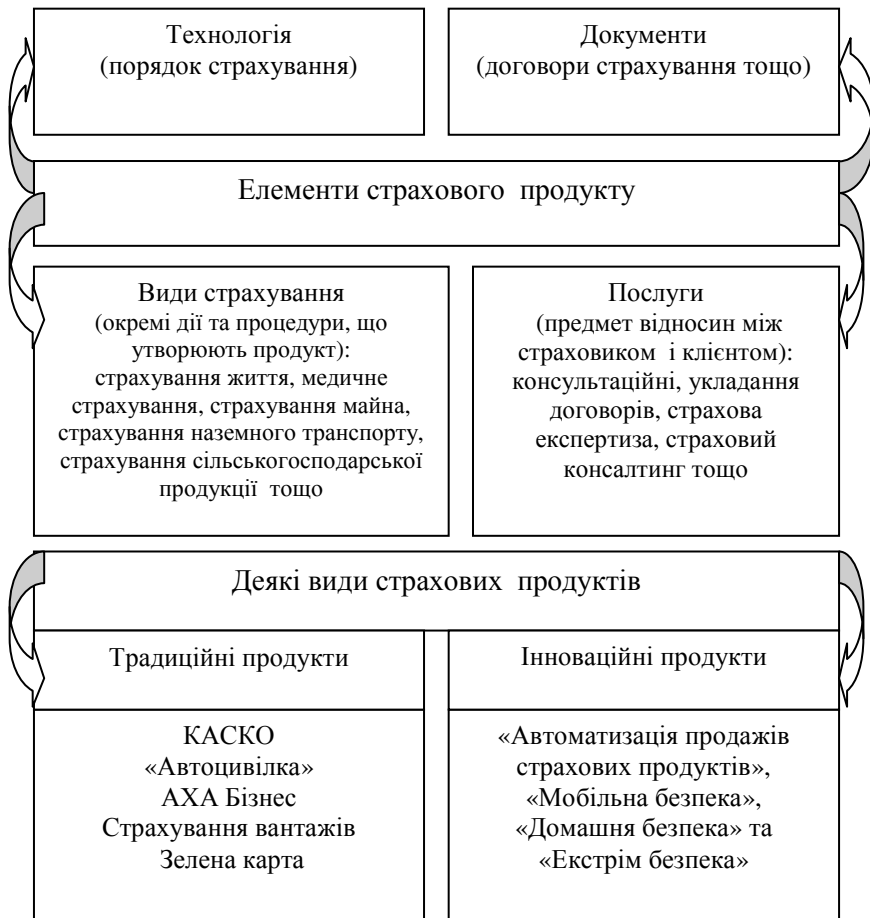 Технологія
(порядок страхування)
Документи
(договори страхування тощо)
Елементи страхового продукту
Види страхування
(окремі дії та процедури, що
утворюють продукт):
страхування життя, медичне
страхування, страхування майна,
страхування наземного транспорту,
страхування сільськогосподарської
продукції тощо
Послуги
(предмет відносин між
страховиком і клієнтом):
консультаційні, укладання
договорів, страхова
експертиза, страховий
консалтинг тощо
Деякі види страхових продуктів
Традиційні продукти
Інноваційні продукти
КАСКО
«Автоцивілка»
АХА Бізнес
Страхування вантажів
Зелена карта
«Автоматизація продажів
страхових продуктів»,
«Мобільна безпека»,
«Домашня безпека» та
«Екстрім безпека»